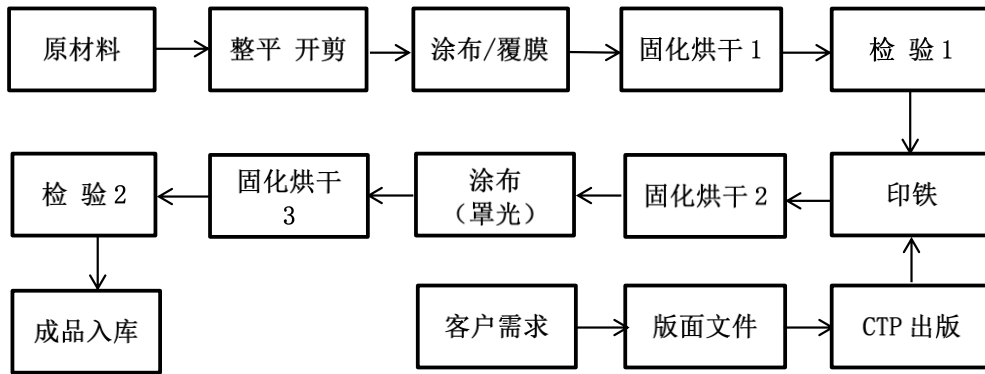 原材料
整平 开剪
涂布/覆膜
固化烘干 1
检 验 1
检 验 2
固化烘干
3
涂布
（罩光）
固化烘干 2
印铁
成品入库
客户需求
版面文件
CTP 出版